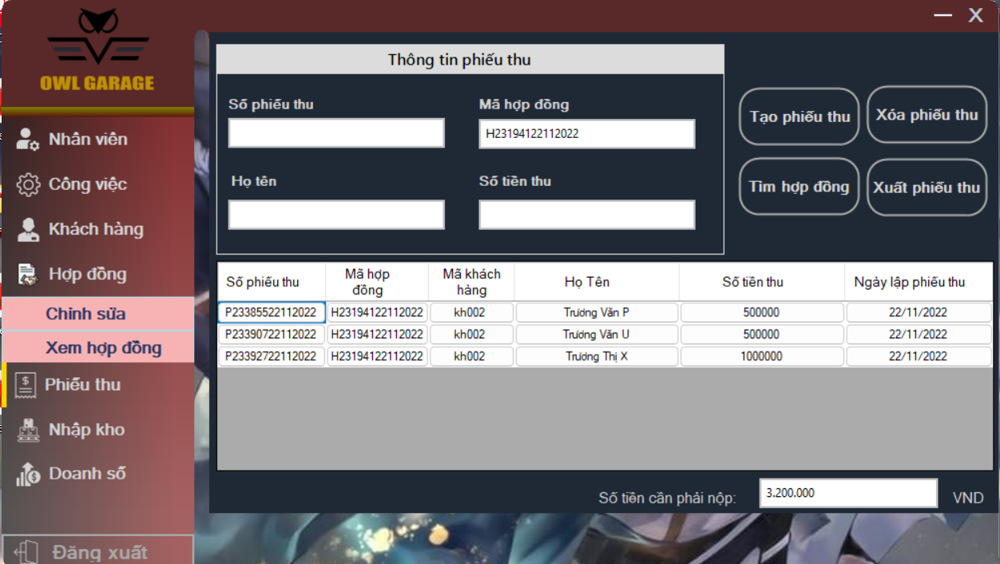 OWL GARAGE
Nhân viên
Công việc
Khách hàng
Hợp đồng
Chỉnh sửa
Xem hợp đồng
Phiếu thu
Nhập kho
Doanh số
Đăng xuất
X
Thông tin phiếu thu
Số phiếu thu
Mã hợp đồng
H23194122112022
Họ tên
Số tiền thu
Tạo phiếu thu
Xóa phiếu thu
Tìm hợp đồng
Xuất phiếu thu
Số phiếu thu Mã hợp đồng Mã khách hàng Họ Tên Số tiền thu Ngày lập phiếu thu
P23385522112022 H23194122112022 kh002 Trương Văn P 500000 22/11/2022
P23390722112022 H23194122112022 kh002 Trương Văn U 500000 22/11/2022
P23392722112022 H23194122112022 kh002 Trương Thị X 1000000 22/11/2022
Số tiền cần phải nộp: 3.200.000 VND